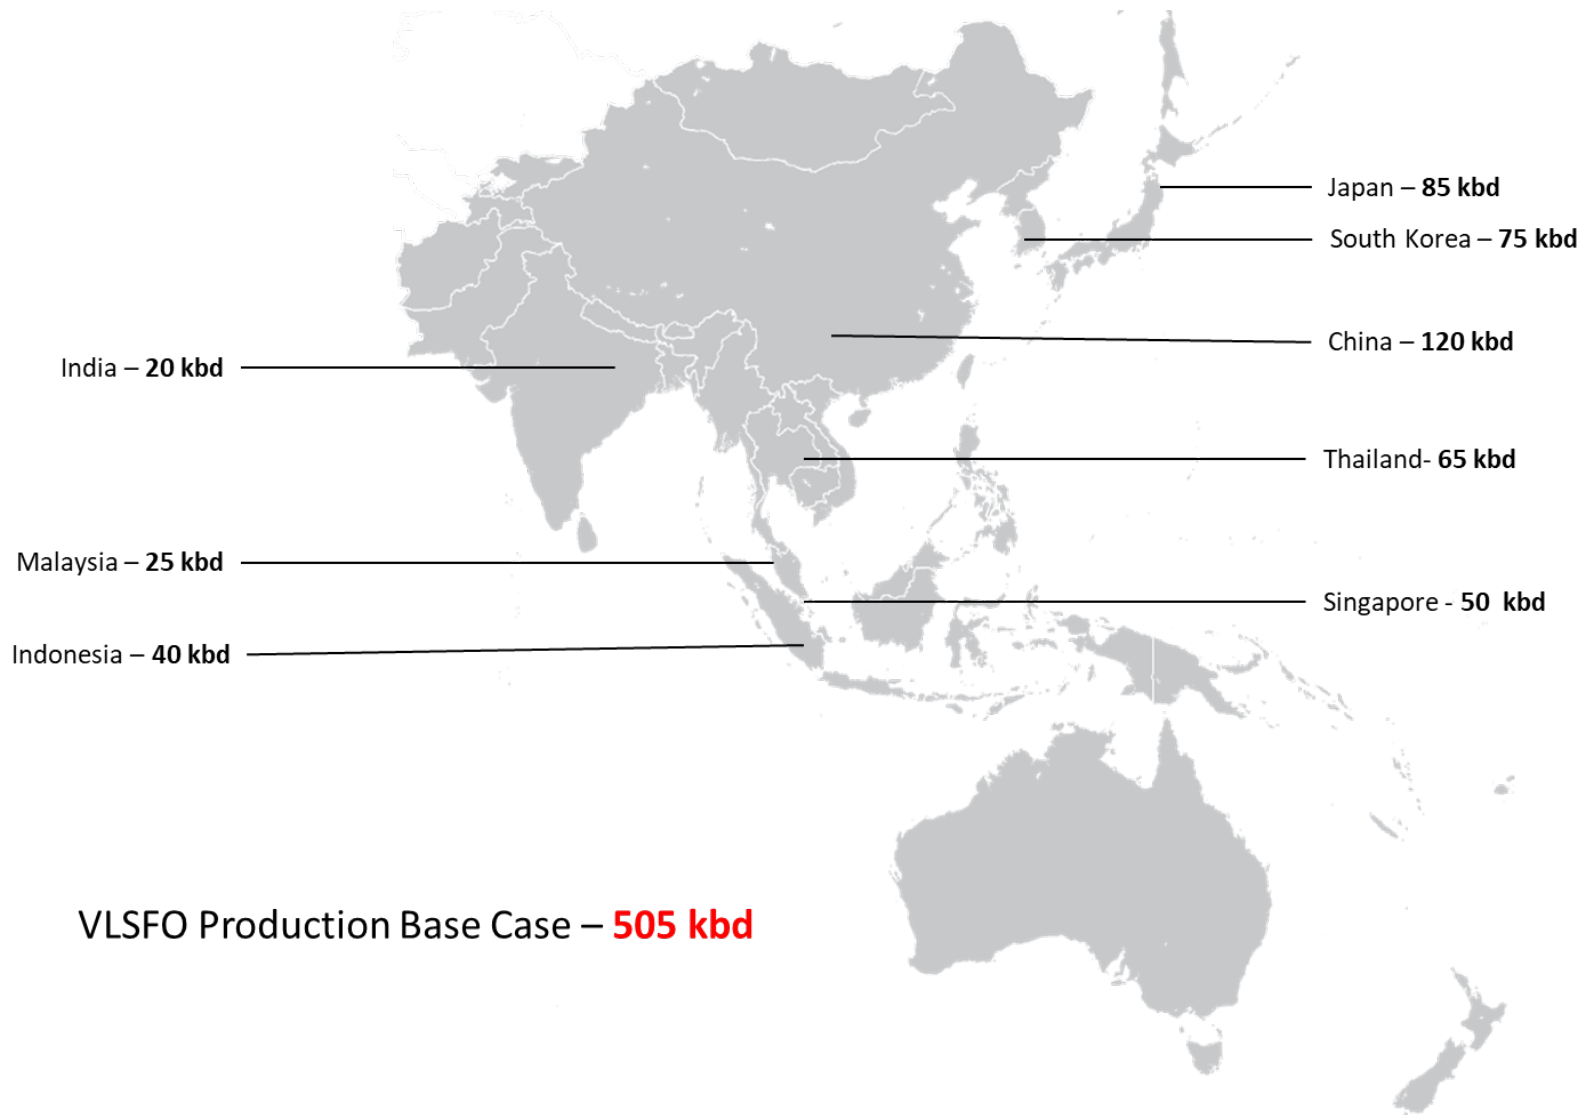 Japan – 85 kbd
South Korea – 75 kbd
China – 120 kbd
India – 20 kbd
Thailand- 65 kbd
Malaysia – 25 kbd
Singapore - 50 kbd
Indonesia – 40 kbd
VLSFO Production Base Case – 505 kbd